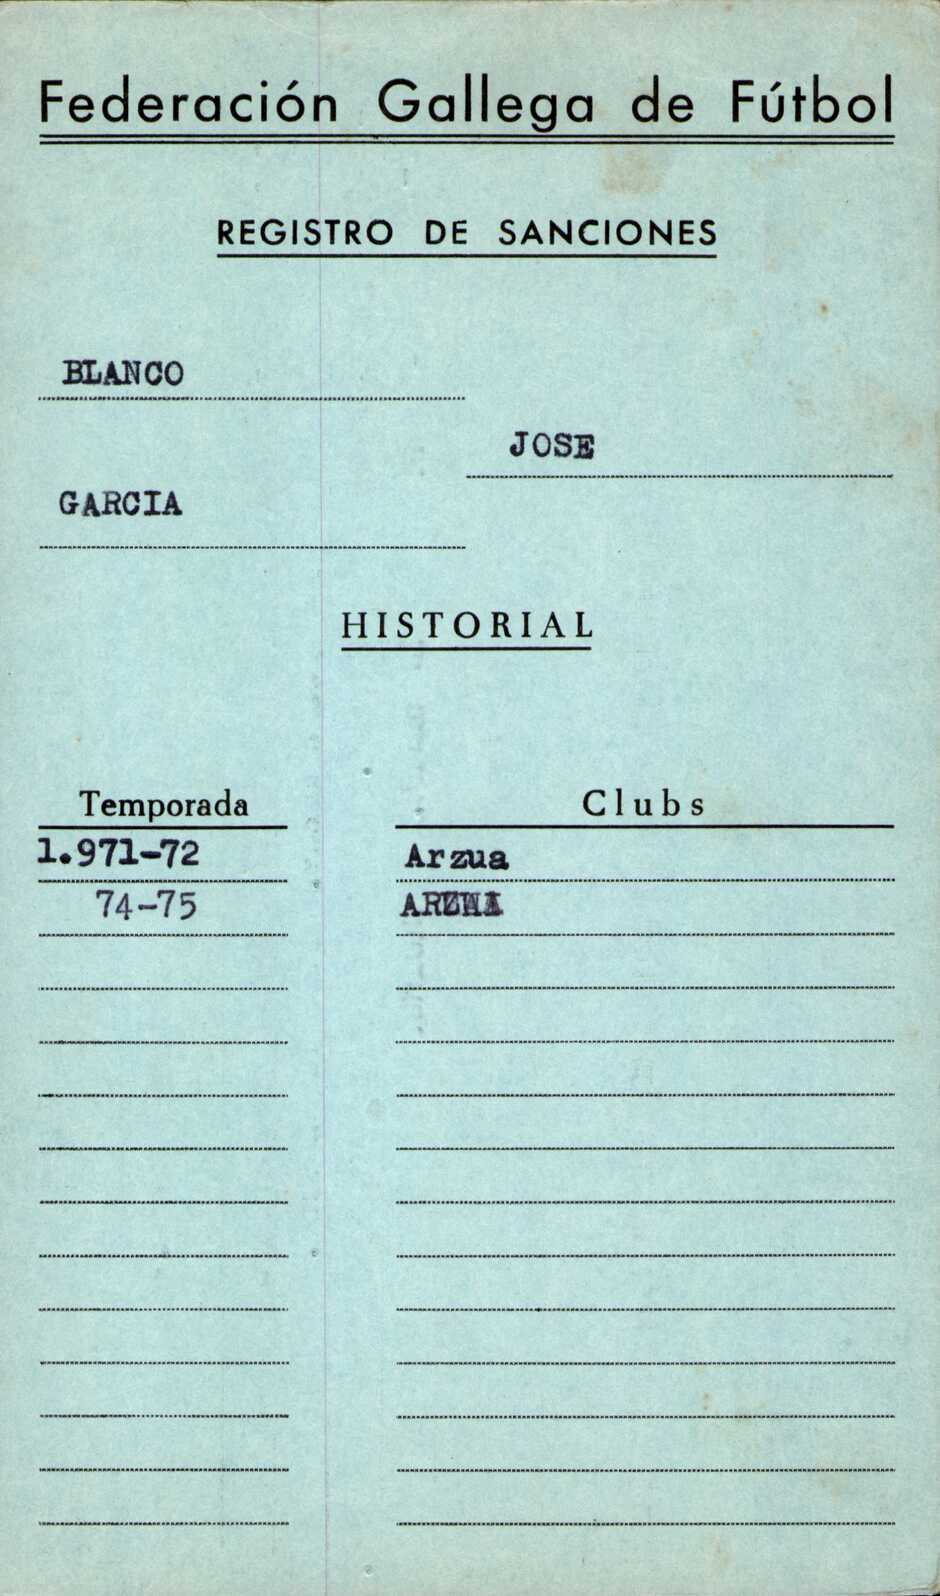 Federación Gallega de Fútbol
REGISTRO DE SANCIONES
BLANCO
JOSE
GARCIA
HISTORIAL
Temporada Clubs
1.971-72 Arzua
74-75